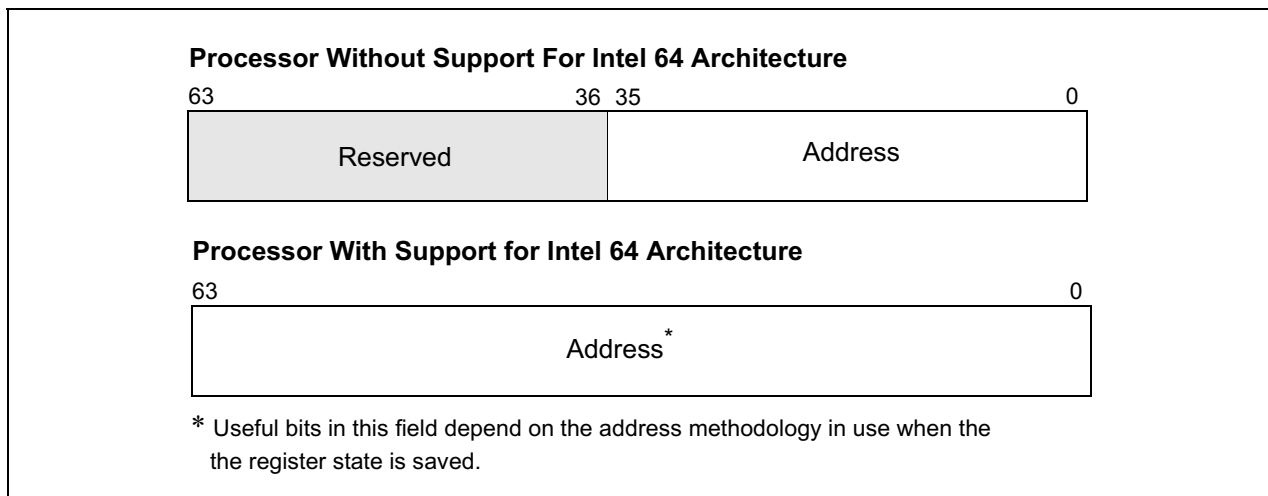 Processor Without Support For Intel 64 Architecture
63 36 35 0
Reserved Address
Processor With Support for Intel 64 Architecture
63 0
Address*
* Useful bits in this field depend on the address methodology in use when the
the register state is saved.